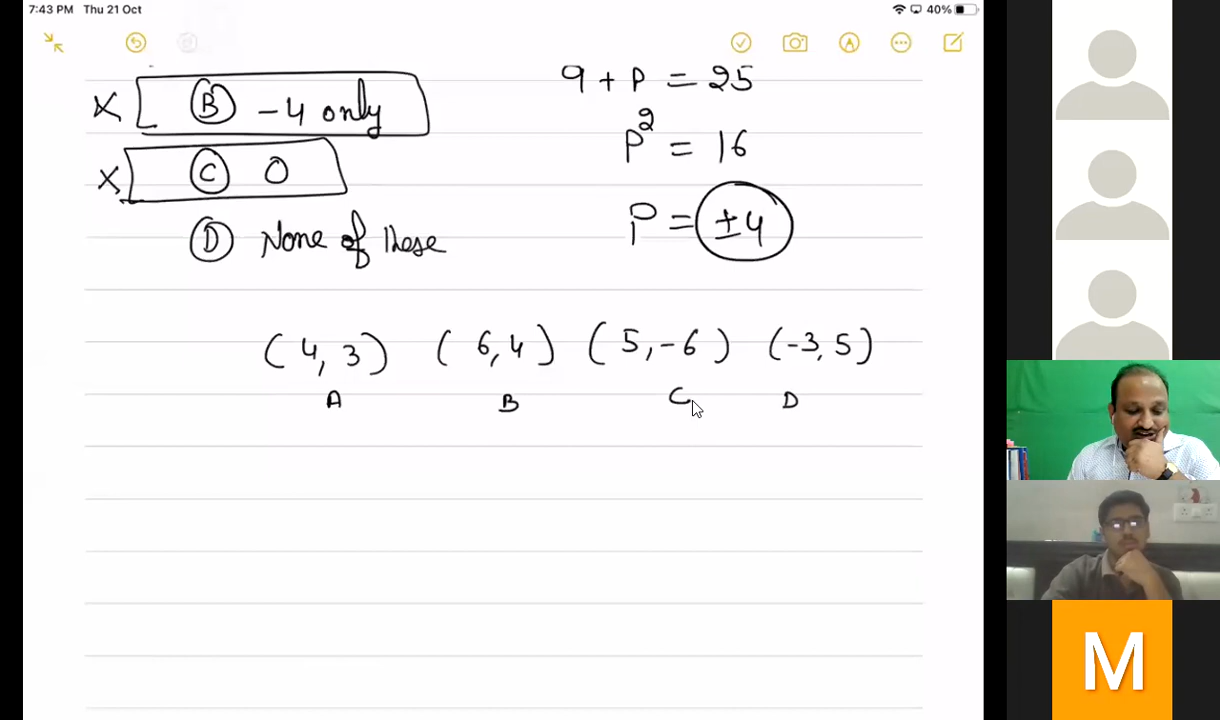 7:43 PM Thu 21 Oct
40%
X B -4 only
X C 0
D None of these
9 + P = 25
P² = 16
P = ±4
(4, 3) (6, 4) (5, -6) (-3, 5)
A B C D
M